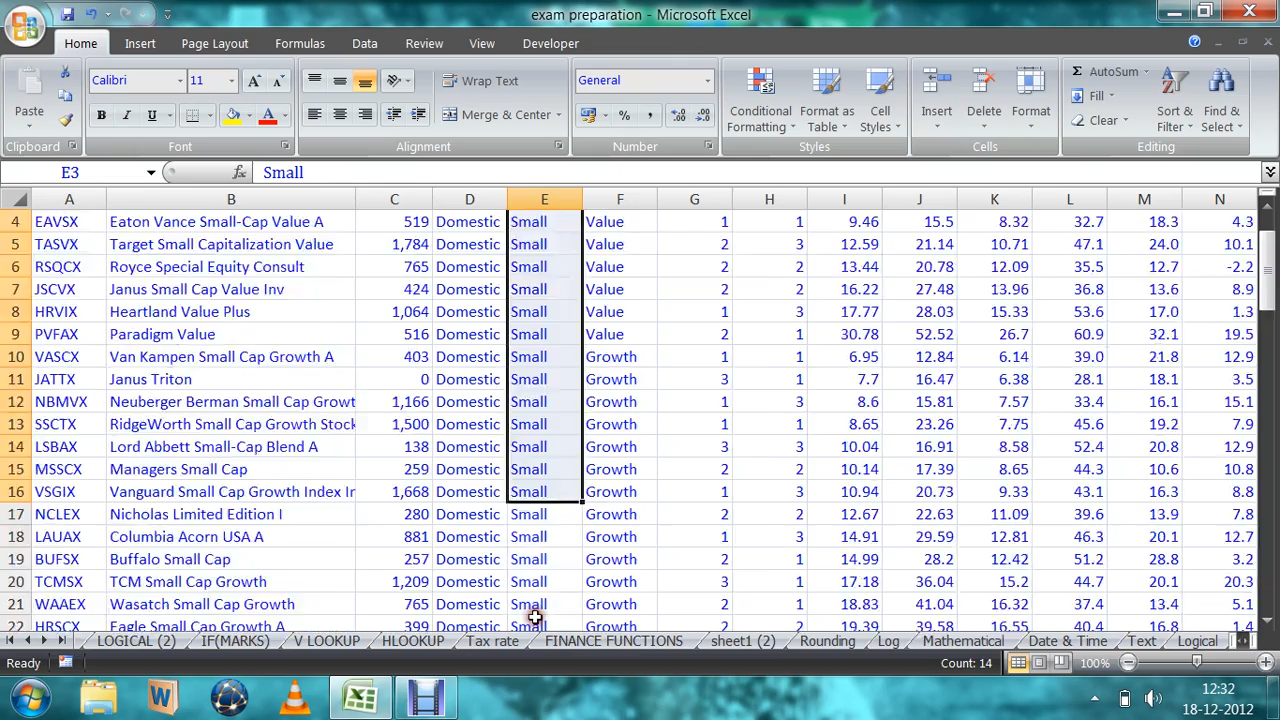 exam preparation - Microsoft Excel
Home Insert Page Layout Formulas Data Review View Developer
Calibri 11 Wrap Text General AutoSum
Paste B I U Merge & Center % , Conditional Formatting Format as Table Cell Styles Insert Delete Format Fill Clear Sort & Filter Find & Select
Clipboard Font Alignment Number Styles Cells Editing
E3 fx Small
A B C D E F G H I J K L M N
4 EAVSX Eaton Vance Small-Cap Value A 519 Domestic Small Value 1 1 9.46 15.5 8.32 32.7 18.3 4.3
5 TASVX Target Small Capitalization Value 1,784 Domestic Small Value 2 3 12.59 21.14 10.71 47.1 24.0 10.1
6 RSQCX Royce Special Equity Consult 765 Domestic Small Value 2 2 13.44 20.78 12.09 35.5 12.7 -2.2
7 JSCVX Janus Small Cap Value Inv 424 Domestic Small Value 2 2 16.22 27.48 13.96 36.8 13.6 8.9
8 HRVIX Heartland Value Plus 1,064 Domestic Small Value 1 3 17.77 28.03 15.33 53.6 17.0 1.3
9 PVFAX Paradigm Value 516 Domestic Small Value 2 1 30.78 52.52 26.7 60.9 32.1 19.5
10 VASCX Van Kampen Small Cap Growth A 403 Domestic Small Growth 2 1 6.95 12.84 6.14 39.0 21.8 12.9
11 JATTX Janus Triton 0 Domestic Small Growth 3 1 7.7 16.47 6.38 28.1 18.1 3.5
12 NBMVX Neuberger Berman Small Cap Growt 1,166 Domestic Small Growth 1 3 8.6 15.81 7.57 33.4 16.1 15.1
13 SSCTX RidgeWorth Small Cap Growth Stock 1,500 Domestic Small Growth 1 1 8.65 23.26 7.75 45.6 19.2 7.9
14 LSBAX Lord Abbett Small-Cap Blend A 138 Domestic Small Growth 3 3 10.04 16.91 8.58 52.4 20.8 12.9
15 MSSCX Managers Small Cap 259 Domestic Small Growth 2 2 10.14 17.39 8.65 44.3 10.6 10.8
16 VSGIX Vanguard Small Cap Growth Index Ir 1,668 Domestic Small Growth 1 3 10.94 20.73 9.33 43.1 16.3 8.8
17 NCLEX Nicholas Limited Edition I 280 Domestic Small Growth 2 2 12.67 22.63 11.09 39.6 13.9 7.8
18 LAUAX Columbia Acorn USA A 881 Domestic Small Growth 1 3 14.91 29.59 12.81 46.3 20.1 12.7
19 BUFSX Buffalo Small Cap 257 Domestic Small Growth 2 1 14.99 28.2 12.42 51.2 28.8 3.2
20 TCMSX TCM Small Cap Growth 1,209 Domestic Small Growth 3 1 17.18 36.04 15.2 44.7 20.1 20.3
21 WAAEX Wasatch Small Cap Growth 765 Domestic Small Growth 2 1 18.83 41.04 16.32 37.4 13.4 5.1
22 HRSCX Eagle Small Cap Growth A 399 Domestic Small Growth 2 2 19.39 39.58 16.55 40.4 16.8 1.4
LOGICAL (2) IF(MARKS) V LOOKUP HLOOKUP Tax rate FINANCE FUNCTIONS sheet1 (2) Rounding Log Mathematical Date & Time Text Logical
Ready Count: 14 100%
12:32
18-12-2012